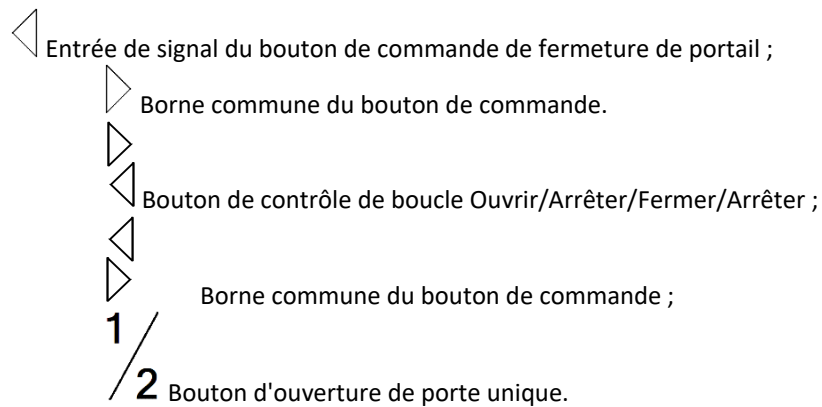 Entrée de signal du bouton de commande de fermeture de portail ;
Borne commune du bouton de commande.
Bouton de contrôle de boucle Ouvrir/Arrêter/Fermer/Arrêter ;
Borne commune du bouton de commande ;
1/2 Bouton d'ouverture de porte unique.